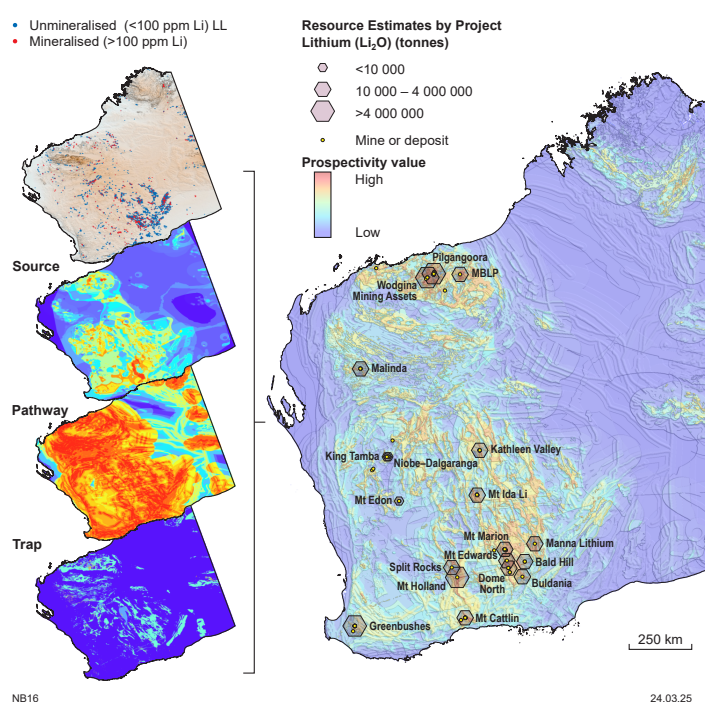 Unmineralised (<100 ppm Li) LL
Mineralised (>100 ppm Li)
Resource Estimates by Project
Lithium (Li₂O) (tonnes)
<10 000
10 000 – 4 000 000
>4 000 000
Mine or deposit
Prospectivity value
High
Low
Source
Pathway
Trap
Pilgangoora
MBLP
Wodgina
Mining Assets
Malinda
King Tamba
Niobe–Dalgaranga
Kathleen Valley
Mt Edon
Mt Ida Li
Mt Marion
Manna Lithium
Mt Edwards
Bald Hill
Split Rocks
Mt Holland
Dome
North
Buldania
Mt Cattlin
Greenbushes
250 km
NB16
24.03.25